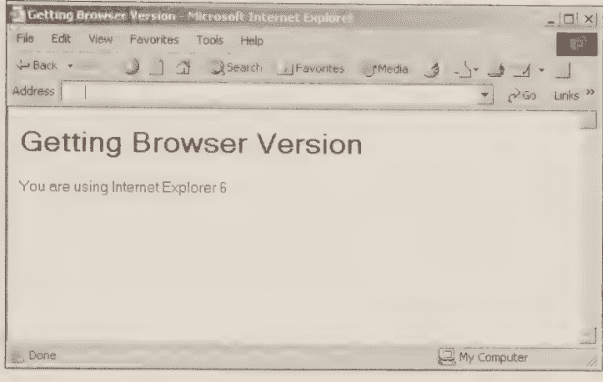 Getting Browser Version - Microsoft Internet Explorer
File Edit View Favorites Tools Help
Back Search Favorites Media
Address Go Links »
Getting Browser Version
You are using Internet Explorer 6
Done My Computer